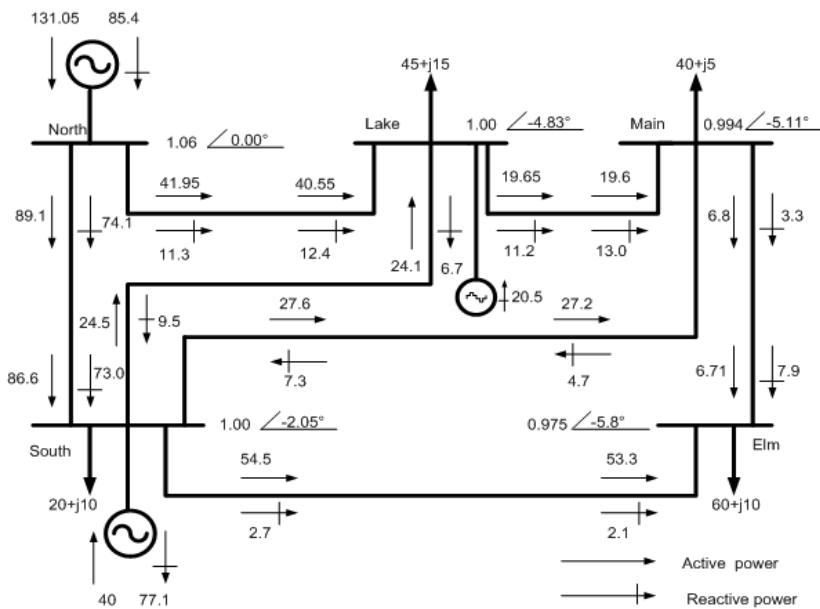 131.05 85.4
45+j15 40+j5
North 1.06 0.00°
Lake 1.00 -4.83°
Main 0.994 -5.11°
41.95 40.55 19.65 19.6
89.1 74.1 6.8 3.3
11.3 12.4 11.2 13.0
24.1 6.7
20.5
27.6 27.2
24.5 9.5
7.3 4.7
86.6 73.0 6.71 7.9
South 1.00 -2.05°
0.975 -5.8° Elm
54.5 53.3
20+j10 2.7 2.1 60+j10
Active power
40 77.1 Reactive power